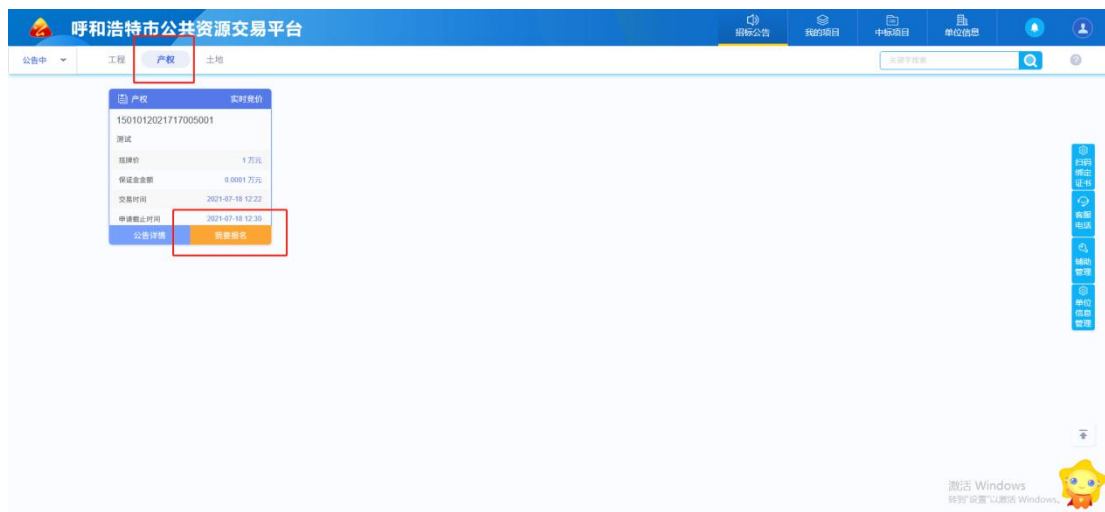 呼和浩特市公共资源交易平台
招标公告
我的项目
中标项目
单位信息
公告中
工程
产权
土地
关键字搜索
产权
实时竞价
1501012021717005001
测试
挂牌价
1 万元
保证金金额
0.0001 万元
交易时间
2021-07-18 12:22
申请截止时间
2021-07-18 12:30
公告详情
我要报名
扫码
绑定
证书
客服
电话
辅助
管理
单位
信息
管理
激活 Windows
转到"设置"以激活 Windows。